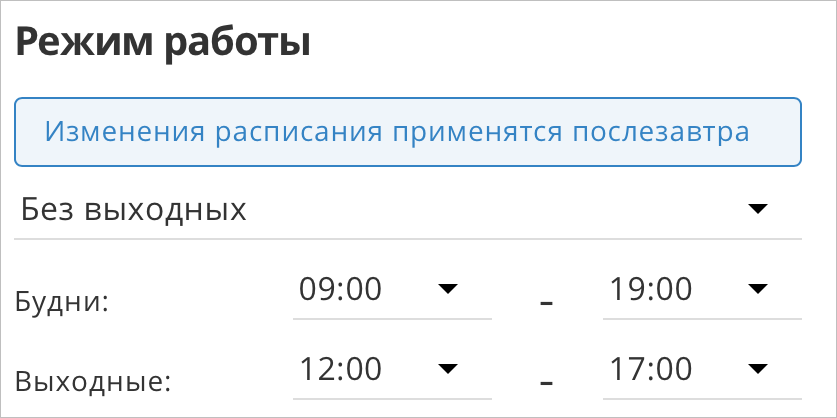 Режим работы
Изменения расписания применятся послезавтра
Без выходных
Будни: 09:00 - 19:00
Выходные: 12:00 - 17:00